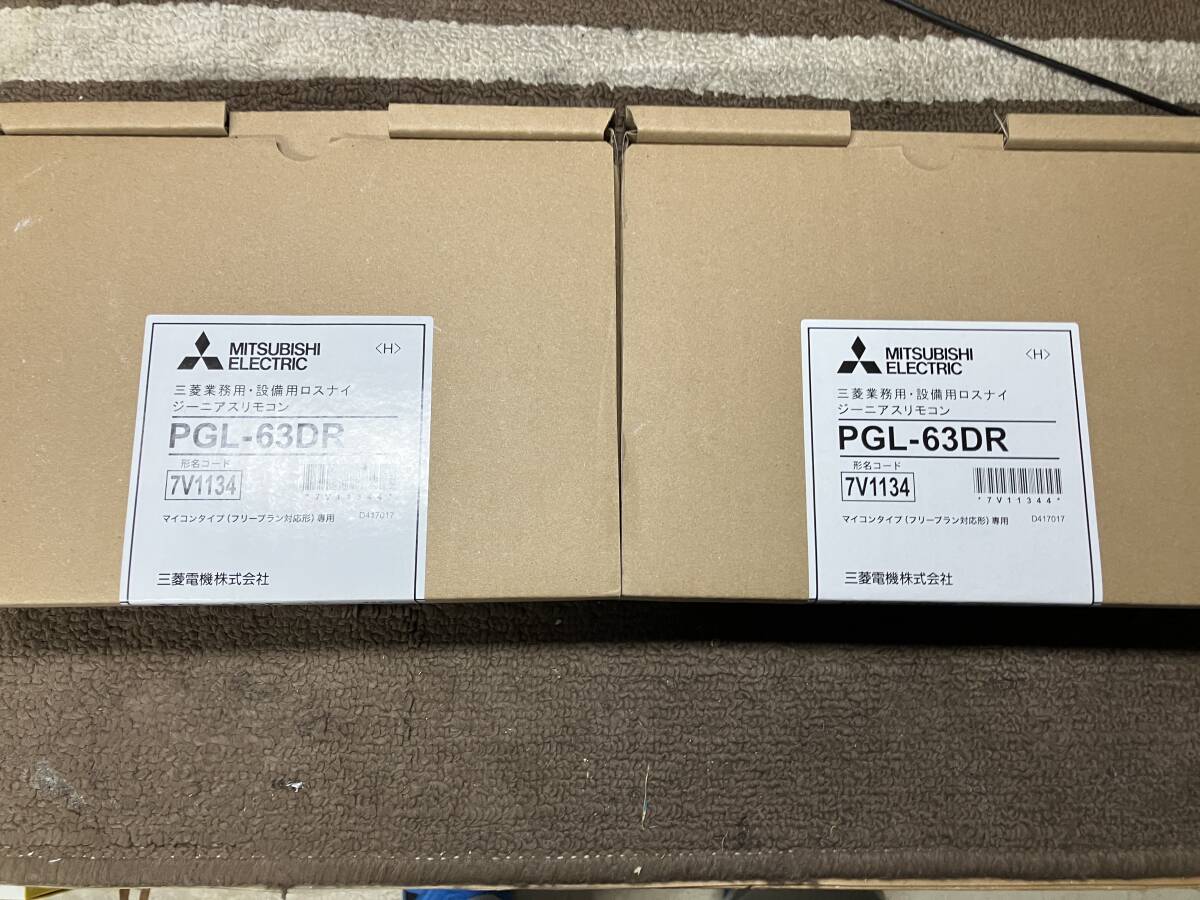 MITSUBISHI
ELECTRIC
〈H〉
三菱業務用・設備用ロスナイ
ジーニアスリモコン
PGL-63DR
形名コード
7V1134
*7V11344*
マイコンタイプ(フリープラン対応形)専用
D417017
三菱電機株式会社
MITSUBISHI
ELECTRIC
〈H〉
三菱業務用・設備用ロスナイ
ジーニアスリモコン
PGL-63DR
形名コード
7V1134
*7V11344*
マイコンタイプ(フリープラン対応形)専用
D417017
三菱電機株式会社